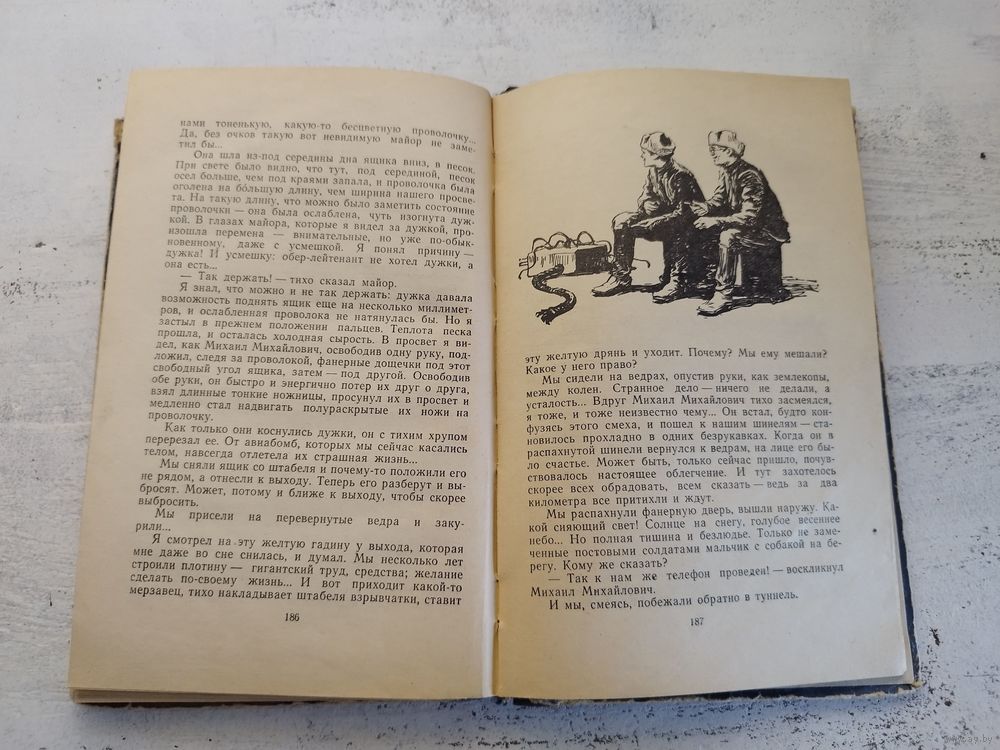 нами тоненькую, какую-то бесцветную проволочку...
Да, без очков такую вот невидимую майор не заме-
тил бы...
Она шла из-под середины дна ящика вниз, в песок.
При свете было видно, что тут, под серединой, песок
осел больше, чем под краями запала, и проволочка была
оголена на бо́льшую длину, чем ширина нашего просве-
та. На такую длину, что можно было заметить состояние
проволочки — она была ослаблена, чуть изогнута дуж-
кой. В глазах майора, которые я видел за дужкой, про-
изошла перемена — внимательные, но уже по-обык-
новенному, даже с усмешкой. Я понял причину —
дужка! И усмешку: обер-лейтенант не хотел дужки, а
она есть...
— Так держать! — тихо сказал майор.
Я знал, что можно и не так держать: дужка давала
возможность поднять ящик еще на несколько миллимет-
ров, и ослабленная проволока не натянулась бы. Но я
застыл в прежнем положении пальцев. Теплота песка
прошла, и осталась холодная сырость. В просвет я ви-
дел, как Михаил Михайлович, освободив одну руку, под-
ложил, следя за проволокой, фанерные дощечки под этот
свободный угол ящика, затем — под другой. Освободив
обе руки, он быстро и энергично потер их друг о друга,
взял длинные тонкие ножницы, просунул их в просвет и
медленно стал надвигать полураскрытые их ножи на
проволочку.
Как только они коснулись дужки, он с тихим хрупом
перерезал ее. От авиабомб, которых мы сейчас касались
телом, навсегда отлетела их страшная жизнь...
Мы сняли ящик со штабеля и почему-то положили его
не рядом, а отнесли к выходу. Теперь его разберут и вы-
бросят. Может, потому и ближе к выходу, чтобы скорее
выбросить.
Мы присели на перевернутые ведра и заку-
рили...
Я смотрел на эту желтую гадину у выхода, которая
мне даже во сне снилась, и думал. Мы несколько лет
строили плотину — гигантский труд, средства; желание
сделать по-своему жизнь... И вот приходит какой-то
мерзавец, тихо накладывает штабеля взрывчатки, ставит
186
эту желтую дрянь и уходит. Почему? Мы ему мешали?
Какое у него право?
Мы сидели на ведрах, опустив руки, как землекопы,
между колен. Странное дело — ничего не делали, а
усталость... Вдруг Михаил Михайлович тихо засмеялся,
я тоже, и тоже неизвестно чему... Он встал, будто кон-
фузясь этого смеха, и пошел к нашим шинелям — ста-
новилось прохладно в одних безрукавках. Когда он в
распахнутой шинели вернулся к ведрам, на лице его бы-
ло счастье. Может быть, только сейчас пришло, почув-
ствовалось настоящее облегчение. И тут захотелось
скорее всех обрадовать, всем сказать — ведь за два
километра все притихли и ждут.
Мы распахнули фанерную дверь, вышли наружу. Ка-
кой сияющий свет! Солнце на снегу, голубое весеннее
небо... Но полная тишина и безлюдье. Только не заме-
ченные постовыми солдатами мальчик с собакой на бе-
регу. Кому же сказать?
— Так к нам же телефон проведен! — воскликнул
Михаил Михайлович.
И мы, смеясь, побежали обратно в туннель.
187